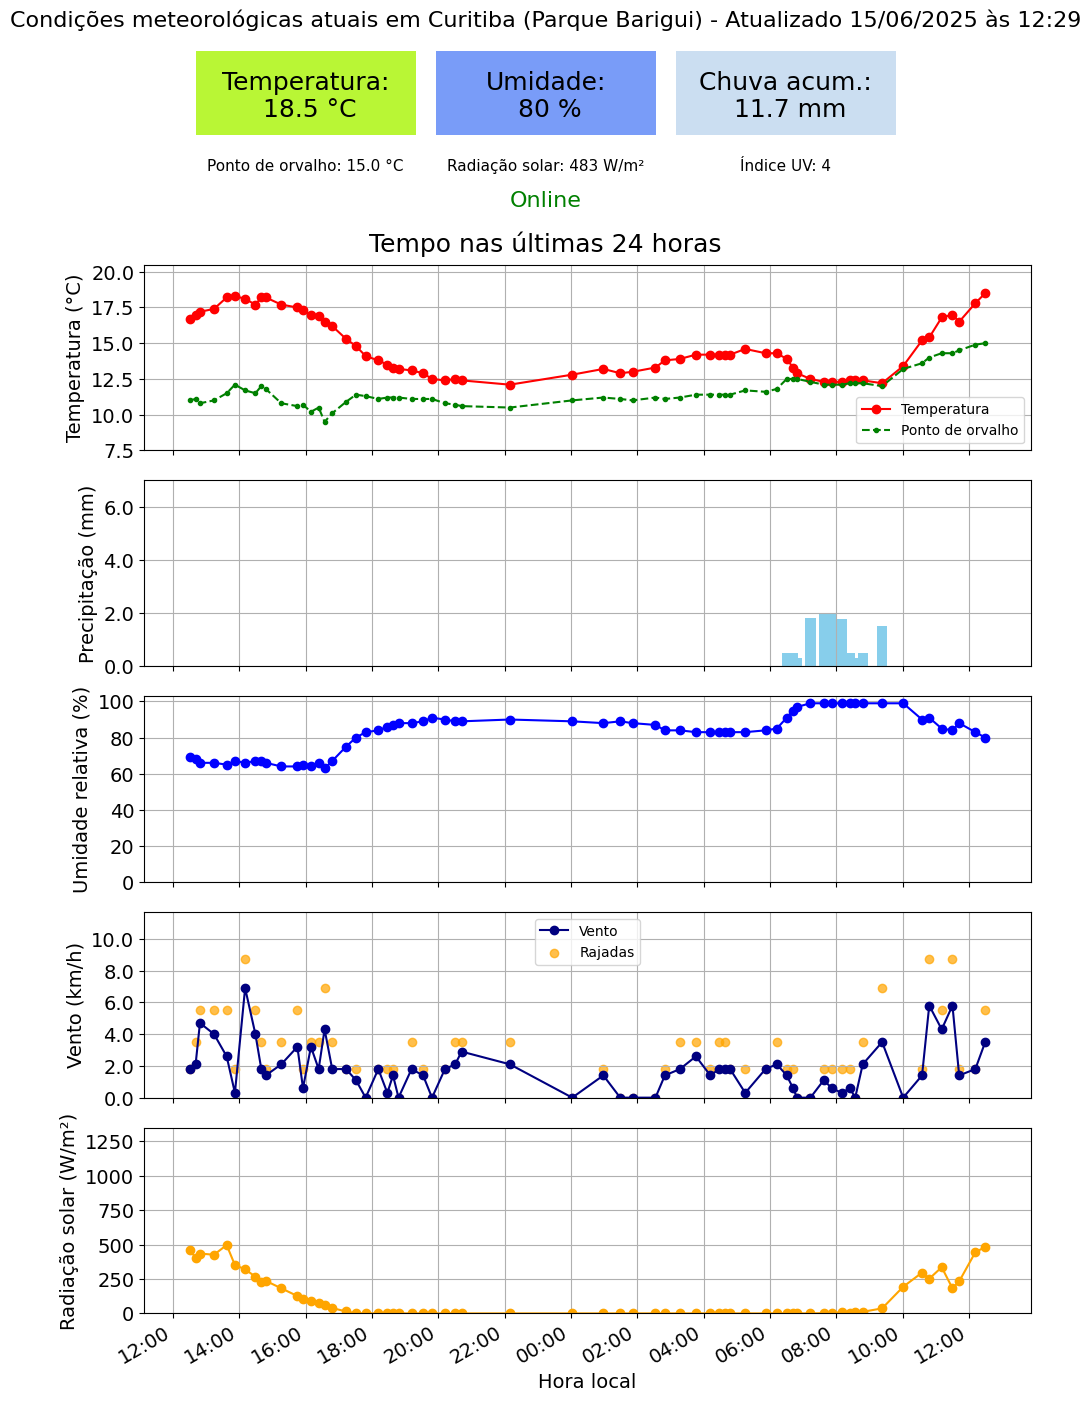 Condições meteorológicas atuais em Curitiba (Parque Barigui) - Atualizado 15/06/2025 às 12:29
Temperatura:
18.5 °C
Umidade:
80 %
Chuva acum.:
11.7 mm
Ponto de orvalho: 15.0 °C
Radiação solar: 483 W/m²
Índice UV: 4
Online
Tempo nas últimas 24 horas
Temperatura (°C)
20.0
17.5
15.0
12.5
10.0
7.5
Temperatura
Ponto de orvalho
Precipitação (mm)
6.0
4.0
2.0
0.0
Umidade relativa (%)
100
80
60
40
20
0
Vento (km/h)
10.0
8.0
6.0
4.0
2.0
0.0
Vento
Rajadas
Radiação solar (W/m²)
1250
1000
750
500
250
0
12:00
14:00
16:00
18:00
20:00
22:00
00:00
02:00
04:00
06:00
08:00
10:00
12:00
Hora local